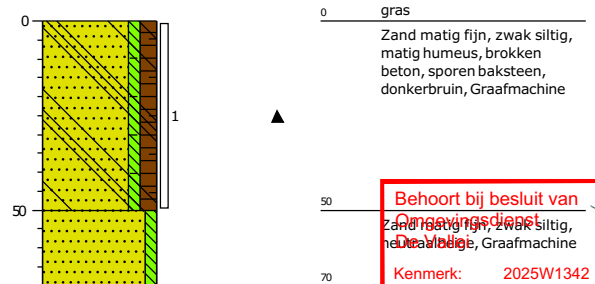 0
50
1
0
gras
Zand matig fijn, zwak siltig,
matig humeus, brokken
beton, sporen baksteen,
donkerbruin, Graafmachine
50
Zand matig fijn, zwak siltig,
neutraalbeige, Graafmachine
70
Behoort bij besluit van
Omgevingsdienst
De Vallei
Kenmerk: 2025W1342